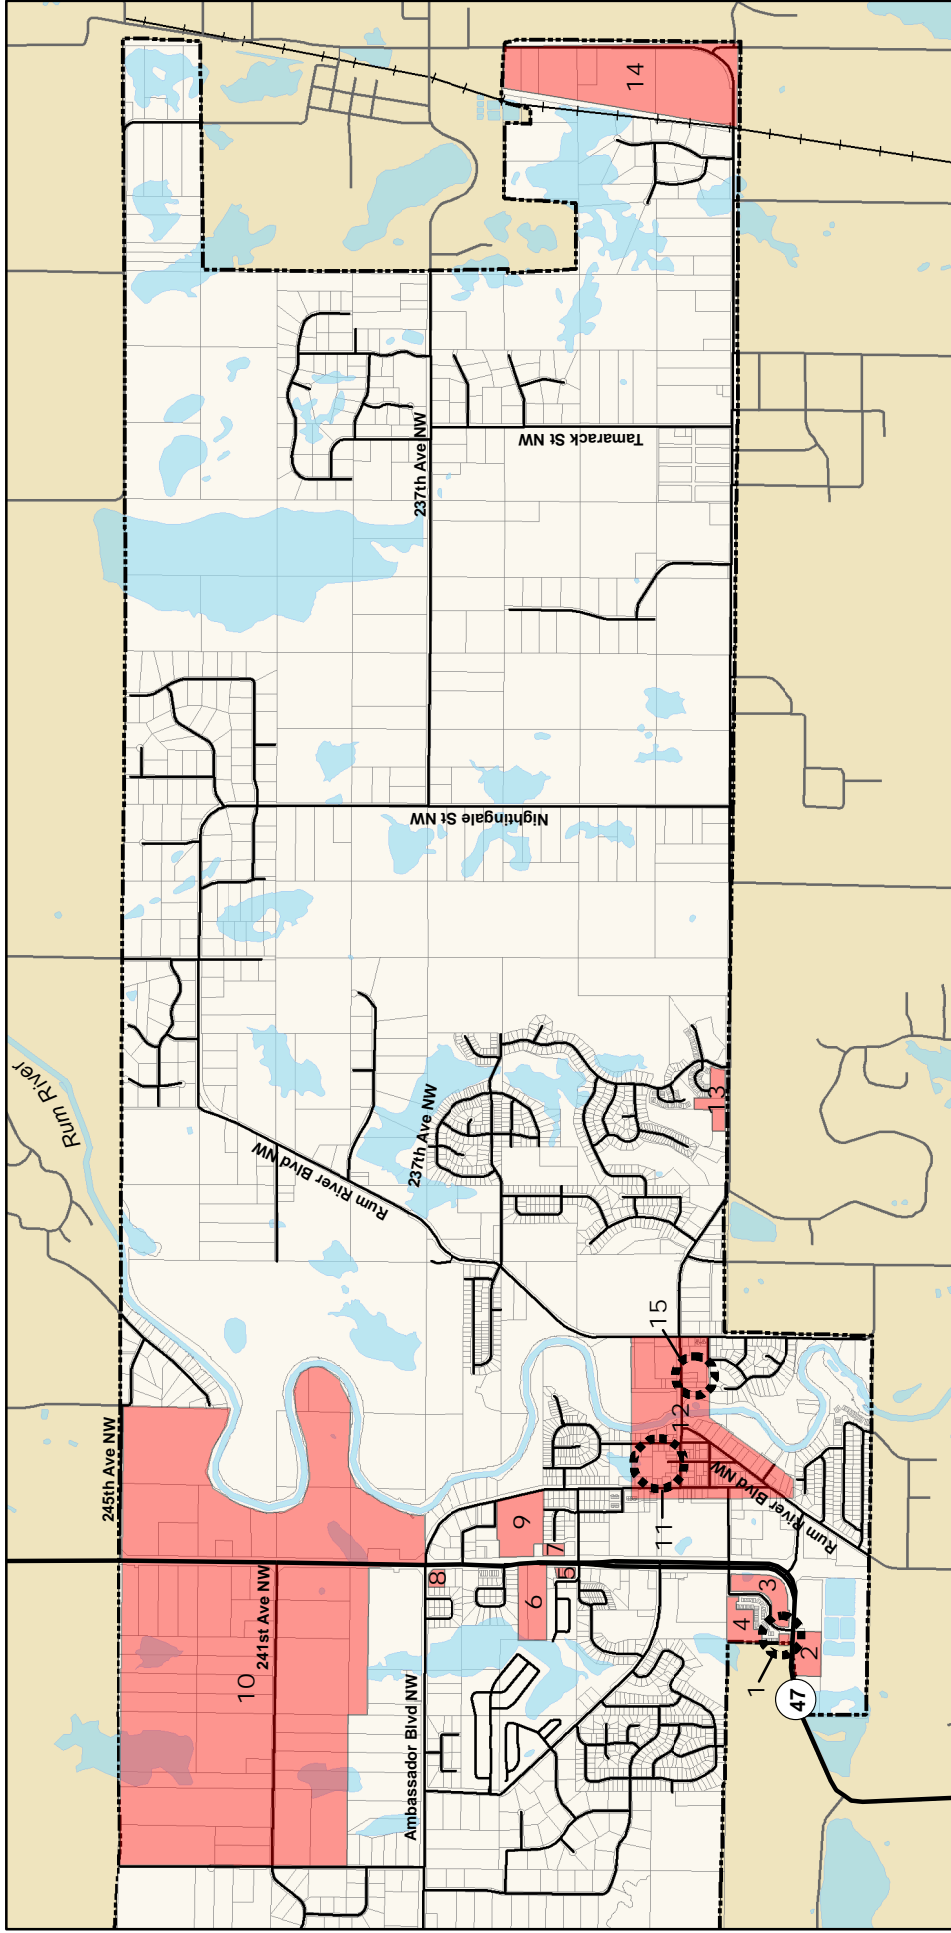 14
Tamarack St NW
237th Ave NW
Nightingale St NW
Rum River
Rum River Blvd NW
237th Ave NW
13
15
12
245th Ave NW
11
Rum River Blvd NW
9
7
5
8
6
3
4
2
1
47
241st Ave NW
10
Ambassador Blvd NW